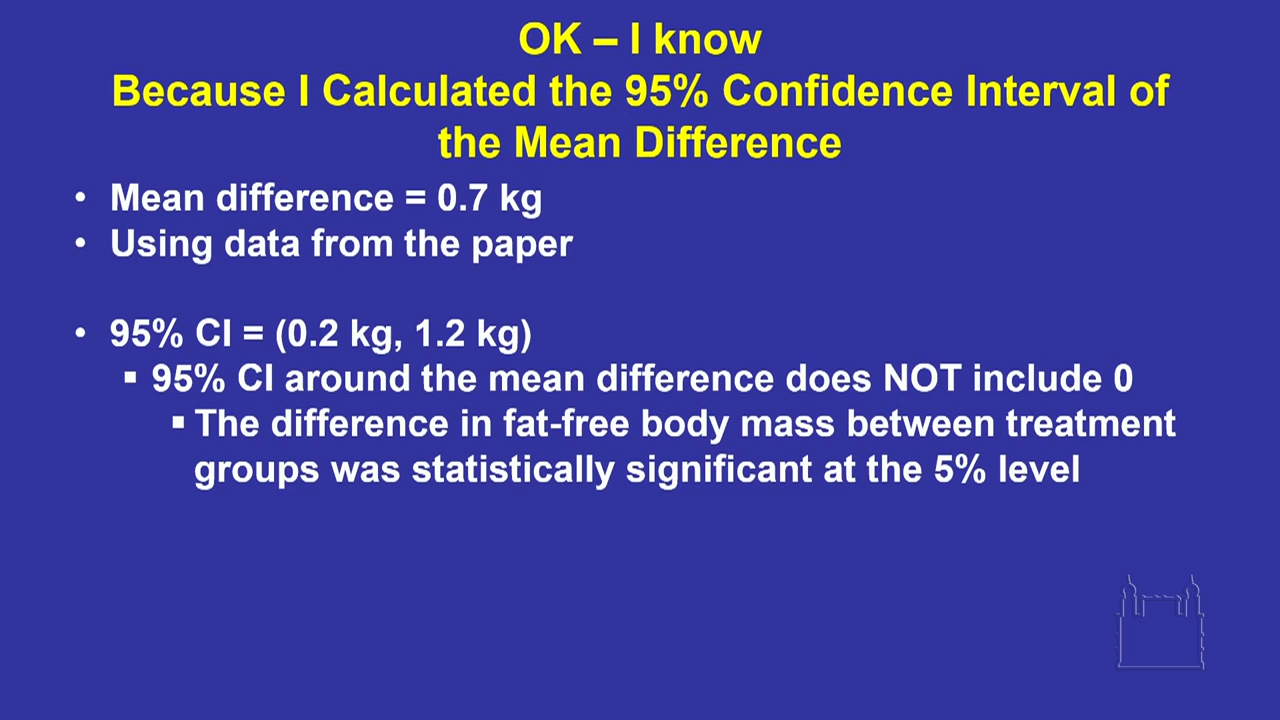 OK – I know
Because I Calculated the 95% Confidence Interval of
the Mean Difference
• Mean difference = 0.7 kg
• Using data from the paper
• 95% CI = (0.2 kg, 1.2 kg)
▪ 95% CI around the mean difference does NOT include 0
▪ The difference in fat-free body mass between treatment
groups was statistically significant at the 5% level